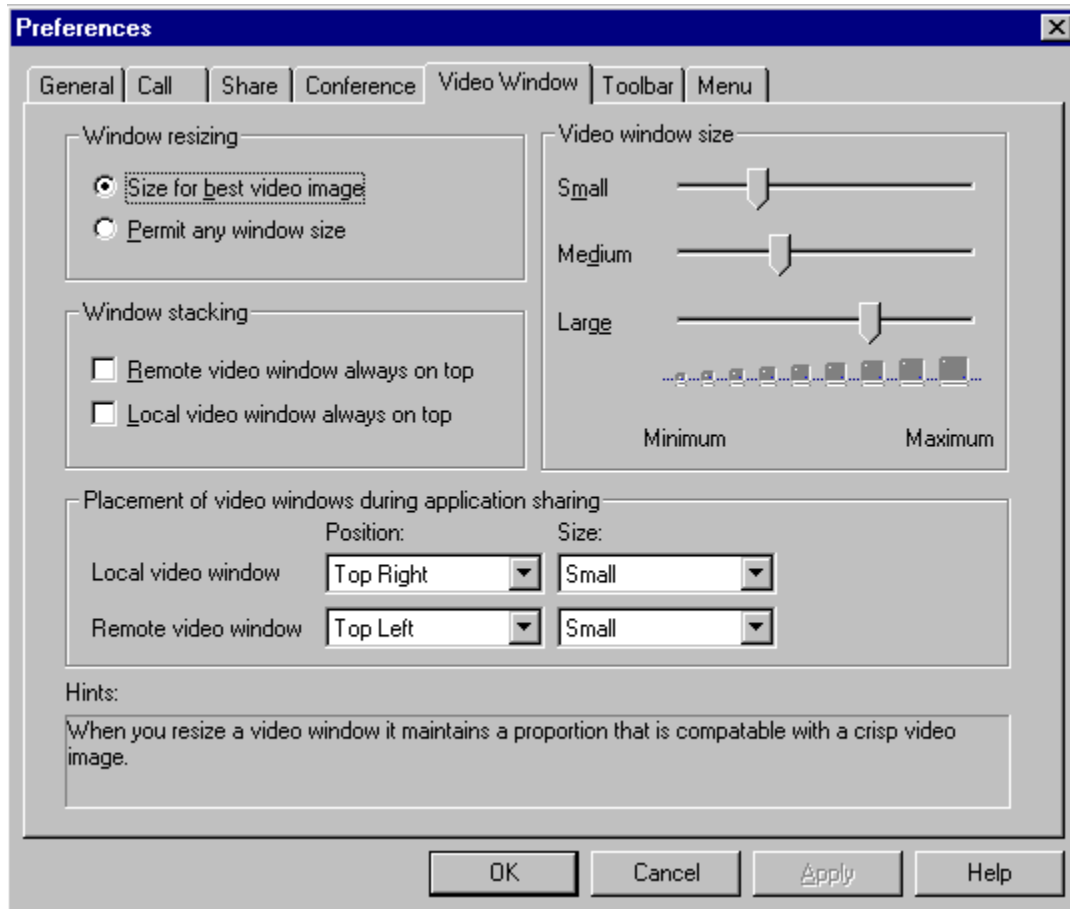 Preferences
General Call Share Conference Video Window Toolbar Menu
Window resizing
Size for best video image
Permit any window size
Video window size
Small
Medium
Large
Minimum Maximum
Window stacking
Remote video window always on top
Local video window always on top
Placement of video windows during application sharing
Position: Size:
Local video window Top Right Small
Remote video window Top Left Small
Hints:
When you resize a video window it maintains a proportion that is compatable with a crisp video
image.
OK Cancel Apply Help